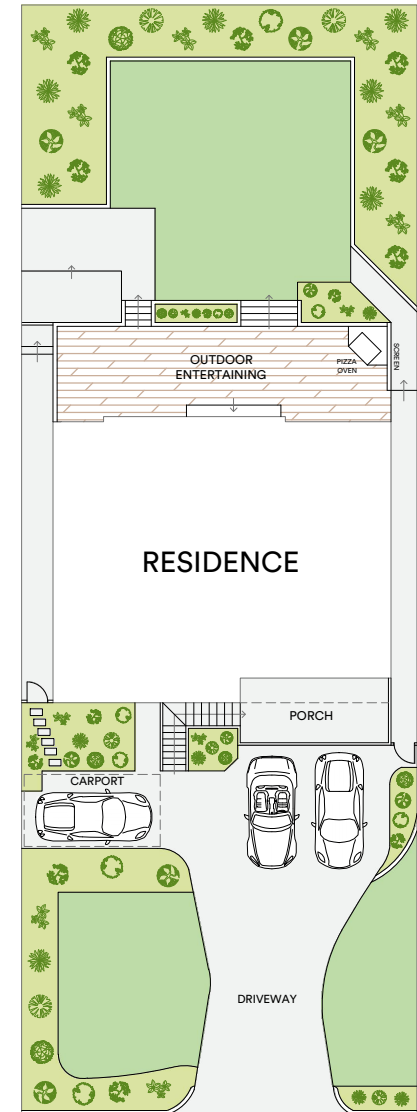 OUTDOOR
ENTERTAINING
PIZZA
OVEN
SCREEN
RESIDENCE
PORCH
CARPORT
DRIVEWAY